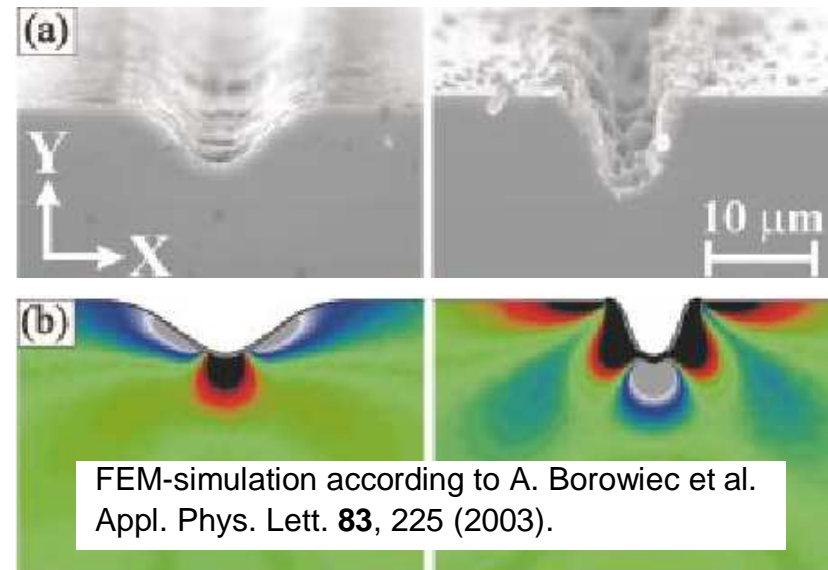 (a)
Y
X
10 µm
(b)
FEM-simulation according to A. Borowiec et al.
Appl. Phys. Lett. 83, 225 (2003).